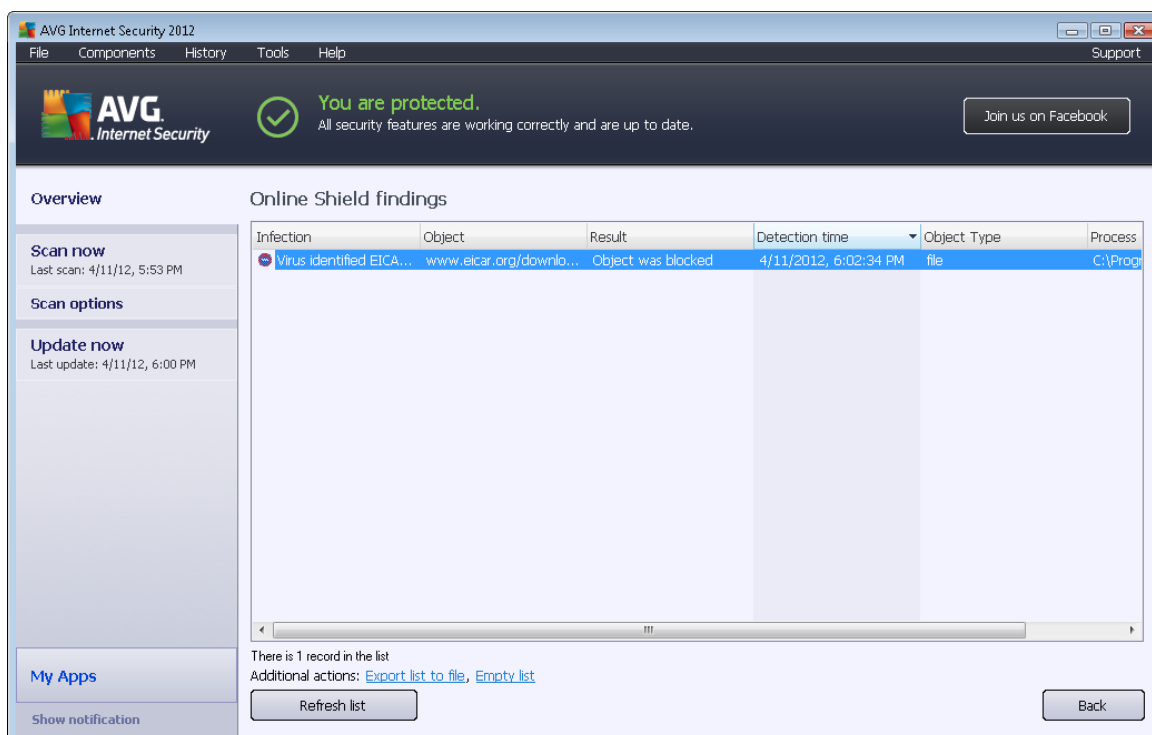 AVG Internet Security 2012
File Components History Tools Help Support
AVG.
Internet Security
You are protected.
All security features are working correctly and are up to date.
Join us on Facebook
Overview
Online Shield findings
Infection Object Result Detection time Object Type Process
Virus identified EICA... www.eicar.org/downlo... Object was blocked 4/11/2012, 6:02:34 PM file C:\Progr
Scan now
Last scan: 4/11/12, 5:53 PM
Scan options
Update now
Last update: 4/11/12, 6:00 PM
There is 1 record in the list
Additional actions: Export list to file, Empty list
My Apps
Refresh list Back
Show notification